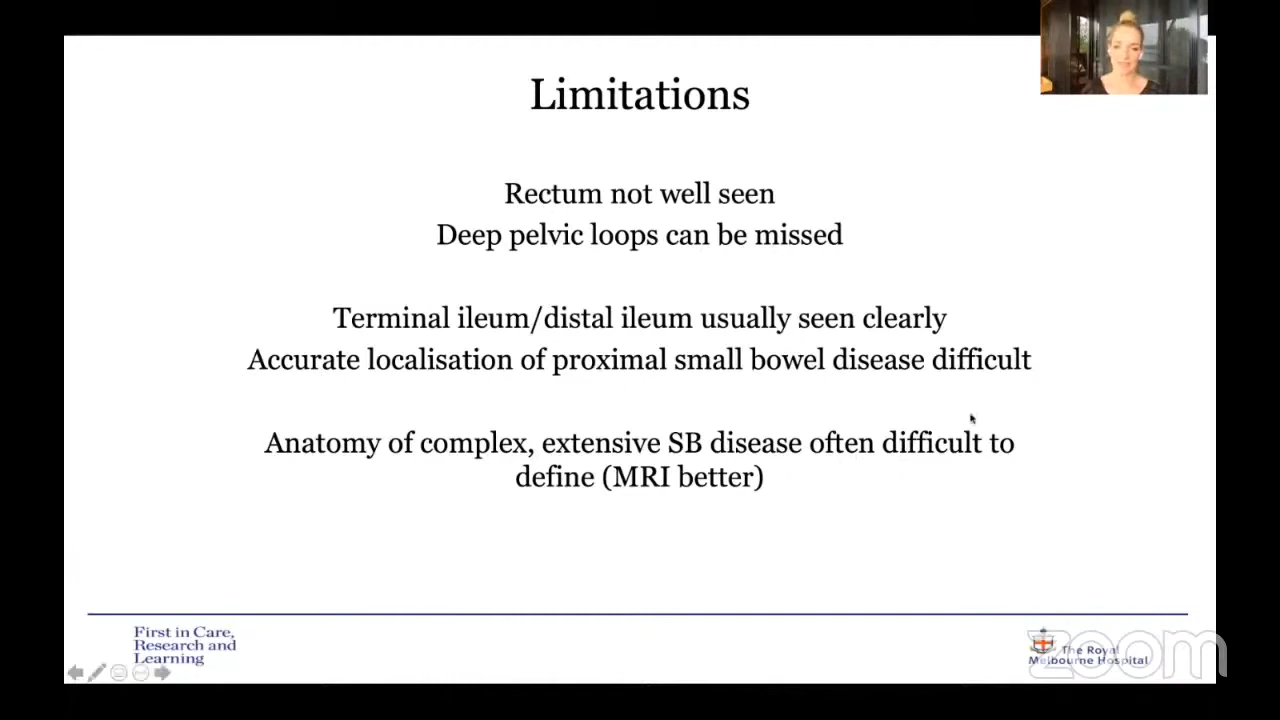 Limitations
Rectum not well seen
Deep pelvic loops can be missed
Terminal ileum/distal ileum usually seen clearly
Accurate localisation of proximal small bowel disease difficult
Anatomy of complex, extensive SB disease often difficult to
define (MRI better)
First in Care,
Research and
Learning
The Royal
Melbourne Hospital
zoom